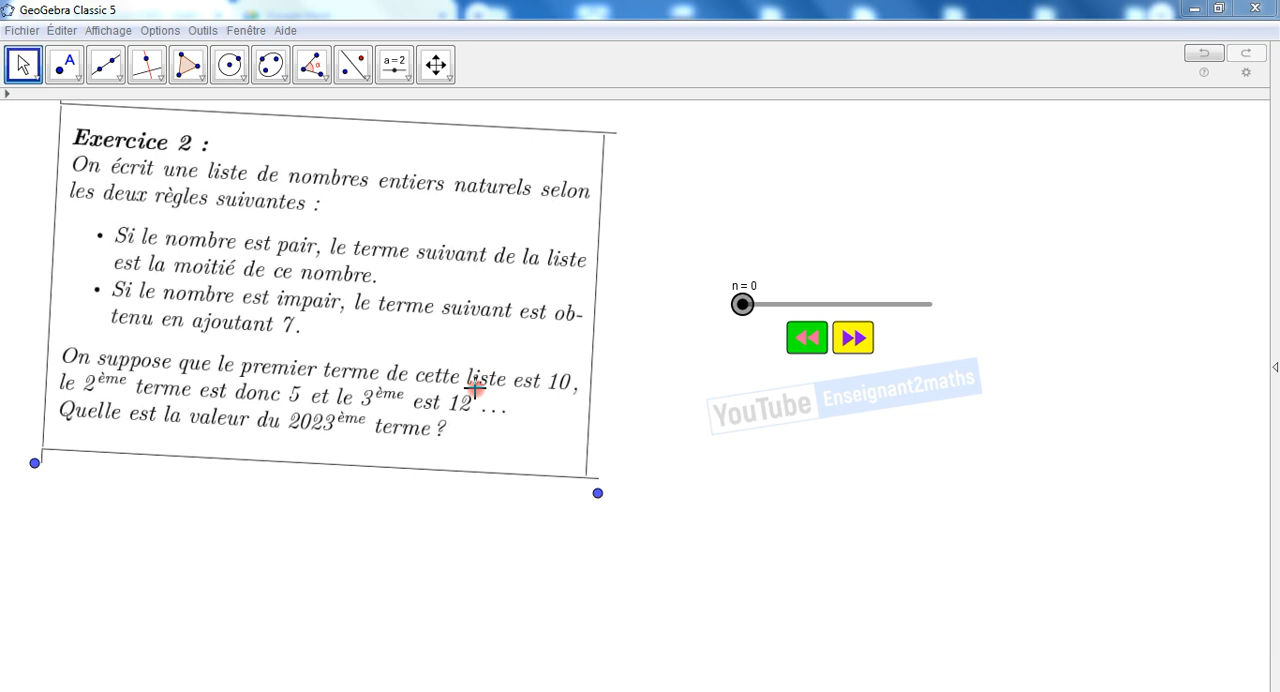 GeoGebra Classic 5
Fichier Éditer Affichage Options Outils Fenêtre Aide
A
α
a=2
Exercice 2 :
On écrit une liste de nombres entiers naturels selon
les deux règles suivantes :
• Si le nombre est pair, le terme suivant de la liste
est la moitié de ce nombre.
• Si le nombre est impair, le terme suivant est ob-
tenu en ajoutant 7.
On suppose que le premier terme de cette liste est 10,
le 2ème terme est donc 5 et le 3ème est 12 ...
Quelle est la valeur du 2023ème terme ?
n = 0
YouTube Enseignant2maths